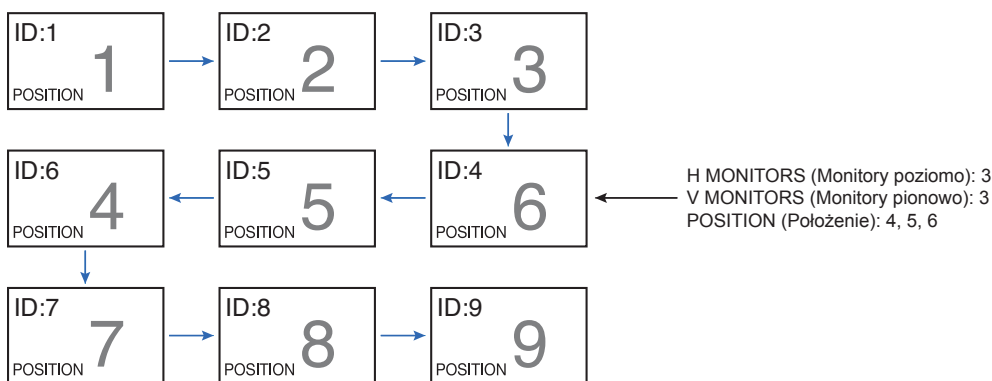 ID:1
1
POSITION
ID:2
2
POSITION
ID:3
3
POSITION
ID:6
4
POSITION
ID:5
5
POSITION
ID:4
6
POSITION
H MONITORS (Monitory poziomo): 3
V MONITORS (Monitory pionowo): 3
POSITION (Położenie): 4, 5, 6
ID:7
7
POSITION
ID:8
8
POSITION
ID:9
9
POSITION